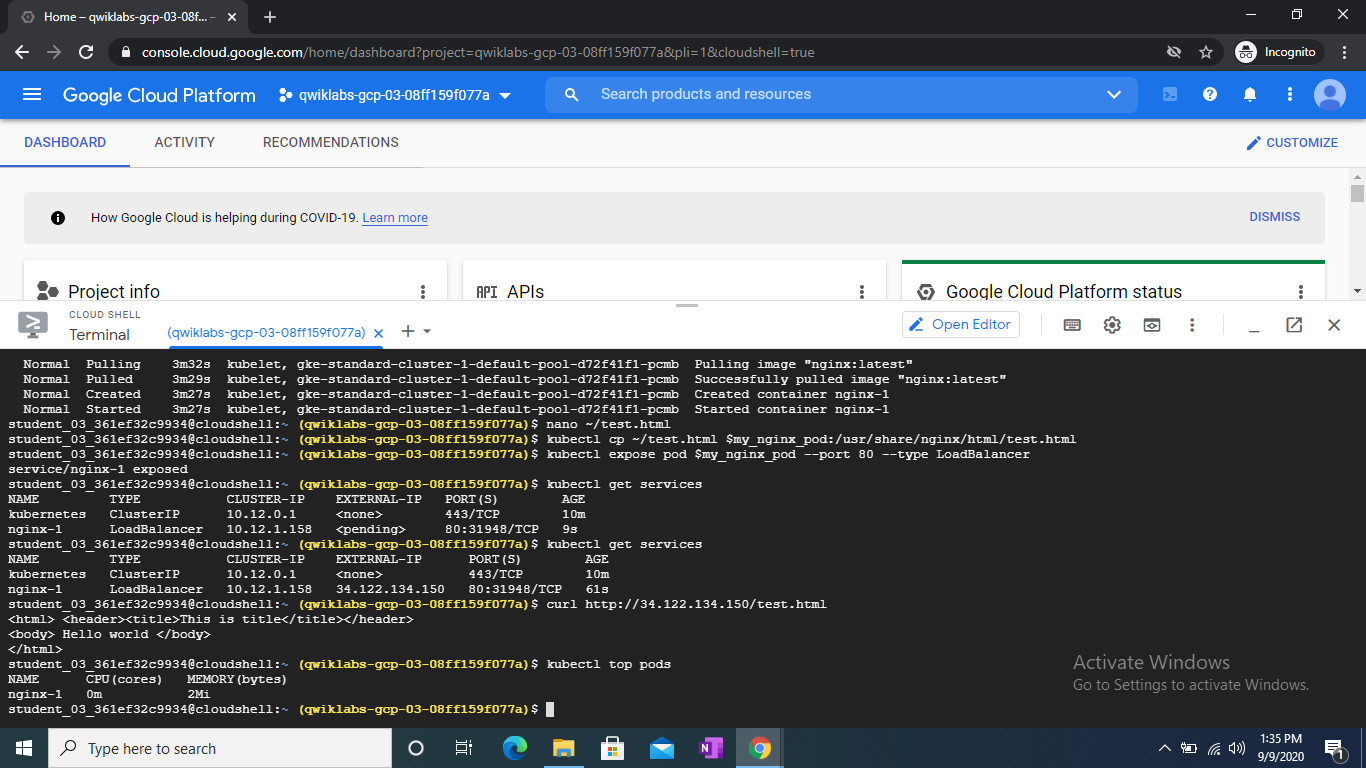 Home – qwiklabs-gcp-03-08f... –
console.cloud.google.com/home/dashboard?project=qwiklabs-gcp-03-08ff159f077a&pli=1&cloudshell=true
Incognito
Google Cloud Platform
qwiklabs-gcp-03-08ff159f077a
Search products and resources
DASHBOARD
ACTIVITY
RECOMMENDATIONS
CUSTOMIZE
How Google Cloud is helping during COVID-19. Learn more
DISMISS
Project info
API APIs
Google Cloud Platform status
CLOUD SHELL
Terminal
(qwiklabs-gcp-03-08ff159f077a)
Open Editor
Normal  Pulling    3m32s  kubelet, gke-standard-cluster-1-default-pool-d72f41f1-pcmb  Pulling image "nginx:latest"
Normal  Pulled     3m29s  kubelet, gke-standard-cluster-1-default-pool-d72f41f1-pcmb  Successfully pulled image "nginx:latest"
Normal  Created    3m27s  kubelet, gke-standard-cluster-1-default-pool-d72f41f1-pcmb  Created container nginx-1
Normal  Started    3m27s  kubelet, gke-standard-cluster-1-default-pool-d72f41f1-pcmb  Started container nginx-1
student_03_361ef32c9934@cloudshell:~ (qwiklabs-gcp-03-08ff159f077a)$ nano ~/test.html
student_03_361ef32c9934@cloudshell:~ (qwiklabs-gcp-03-08ff159f077a)$ kubectl cp ~/test.html $my_nginx_pod:/usr/share/nginx/html/test.html
student_03_361ef32c9934@cloudshell:~ (qwiklabs-gcp-03-08ff159f077a)$ kubectl expose pod $my_nginx_pod --port 80 --type LoadBalancer
service/nginx-1 exposed
student_03_361ef32c9934@cloudshell:~ (qwiklabs-gcp-03-08ff159f077a)$ kubectl get services
NAME         TYPE           CLUSTER-IP    EXTERNAL-IP   PORT(S)        AGE
kubernetes   ClusterIP      10.12.0.1     <none>        443/TCP        10m
nginx-1      LoadBalancer   10.12.1.158   <pending>     80:31948/TCP   9s
student_03_361ef32c9934@cloudshell:~ (qwiklabs-gcp-03-08ff159f077a)$ kubectl get services
NAME         TYPE           CLUSTER-IP    EXTERNAL-IP      PORT(S)        AGE
kubernetes   ClusterIP      10.12.0.1     <none>           443/TCP        10m
nginx-1      LoadBalancer   10.12.1.158   34.122.134.150   80:31948/TCP   61s
student_03_361ef32c9934@cloudshell:~ (qwiklabs-gcp-03-08ff159f077a)$ curl http://34.122.134.150/test.html
<html> <header><title>This is title</title></header>
<body> Hello world </body>
</html>
student_03_361ef32c9934@cloudshell:~ (qwiklabs-gcp-03-08ff159f077a)$ kubectl top pods
NAME      CPU(cores)   MEMORY(bytes)
nginx-1   0m           2Mi
student_03_361ef32c9934@cloudshell:~ (qwiklabs-gcp-03-08ff159f077a)$
Activate Windows
Go to Settings to activate Windows.
Type here to search
N
1:35 PM
9/9/2020
1